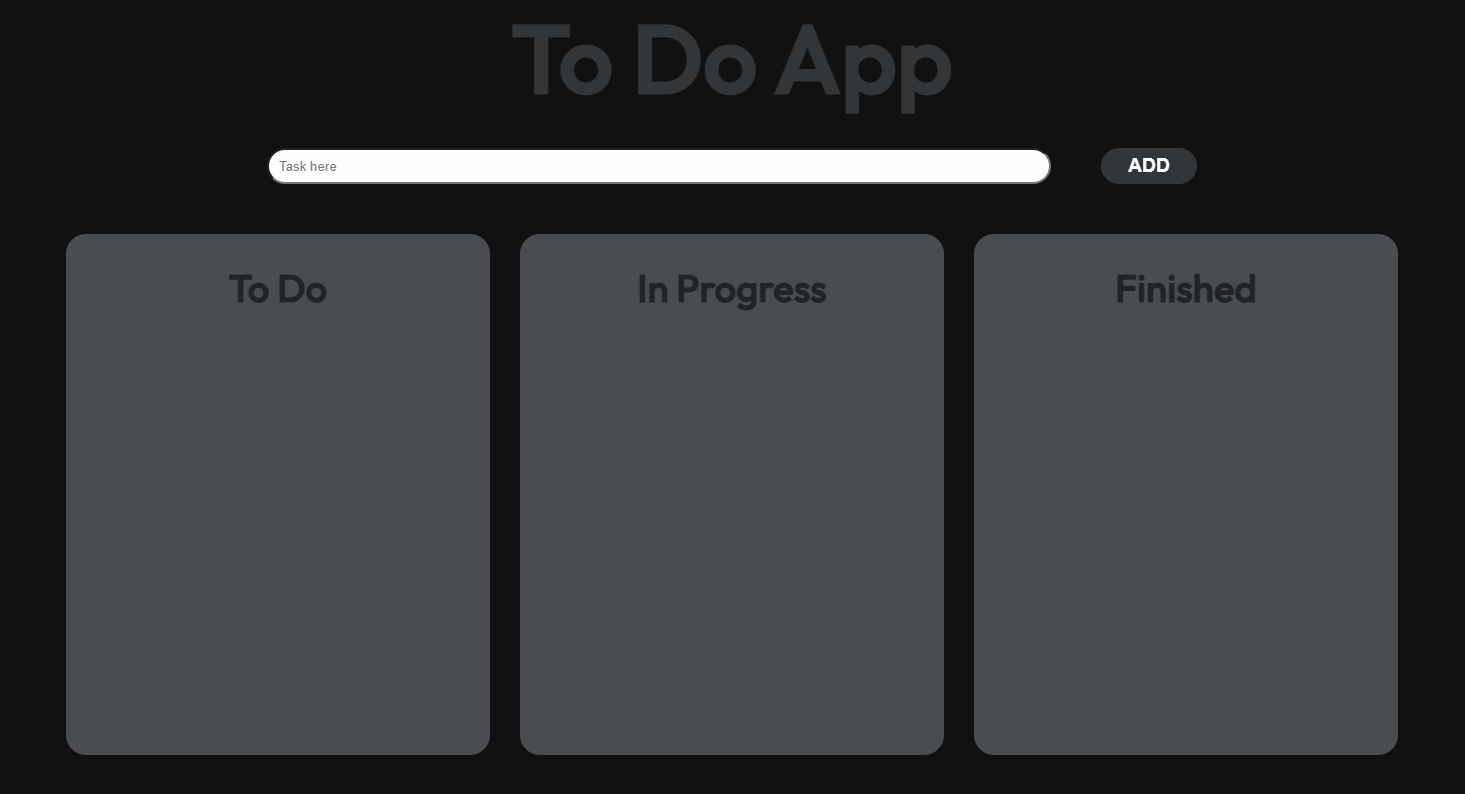 To Do App
Task here
ADD
To Do
In Progress
Finished